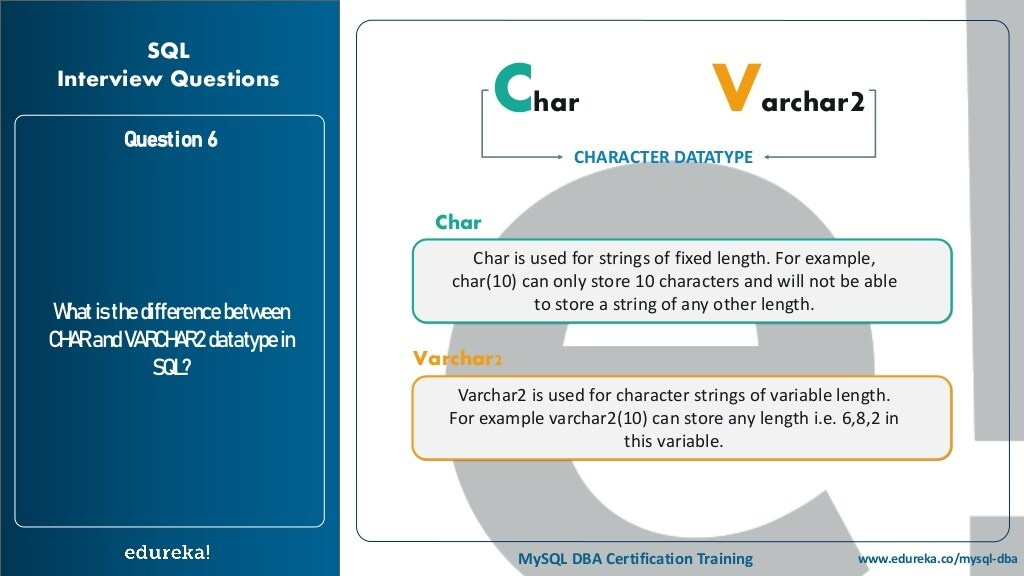 SQL
Interview Questions
Question 6
What is the difference between
CHAR and VARCHAR2 datatype in
SQL?
edureka!
Char
Varchar2
CHARACTER DATATYPE
Char
Char is used for strings of fixed length. For example,
char(10) can only store 10 characters and will not be able
to store a string of any other length.
Varchar2
Varchar2 is used for character strings of variable length.
For example varchar2(10) can store any length i.e. 6,8,2 in
this variable.
MySQL DBA Certification Training
www.edureka.co/mysql-dba